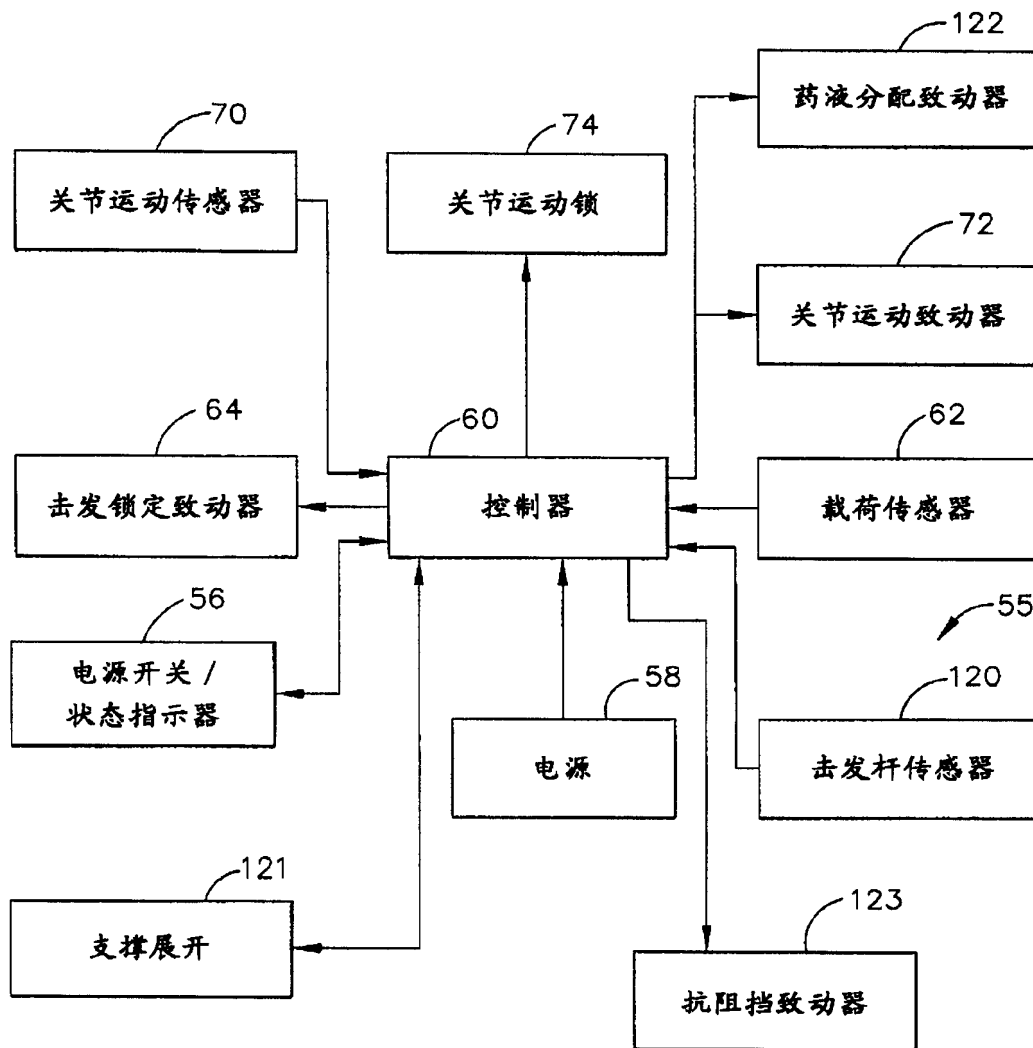 122
药液分配致动器
70
关节运动传感器
74
关节运动锁
72
关节运动致动器
64
击发锁定致动器
60
控制器
62
载荷传感器
56
电源开关 /
状态指示器
55
58
电源
120
击发杆传感器
121
支撑展开
123
抗阻挡致动器